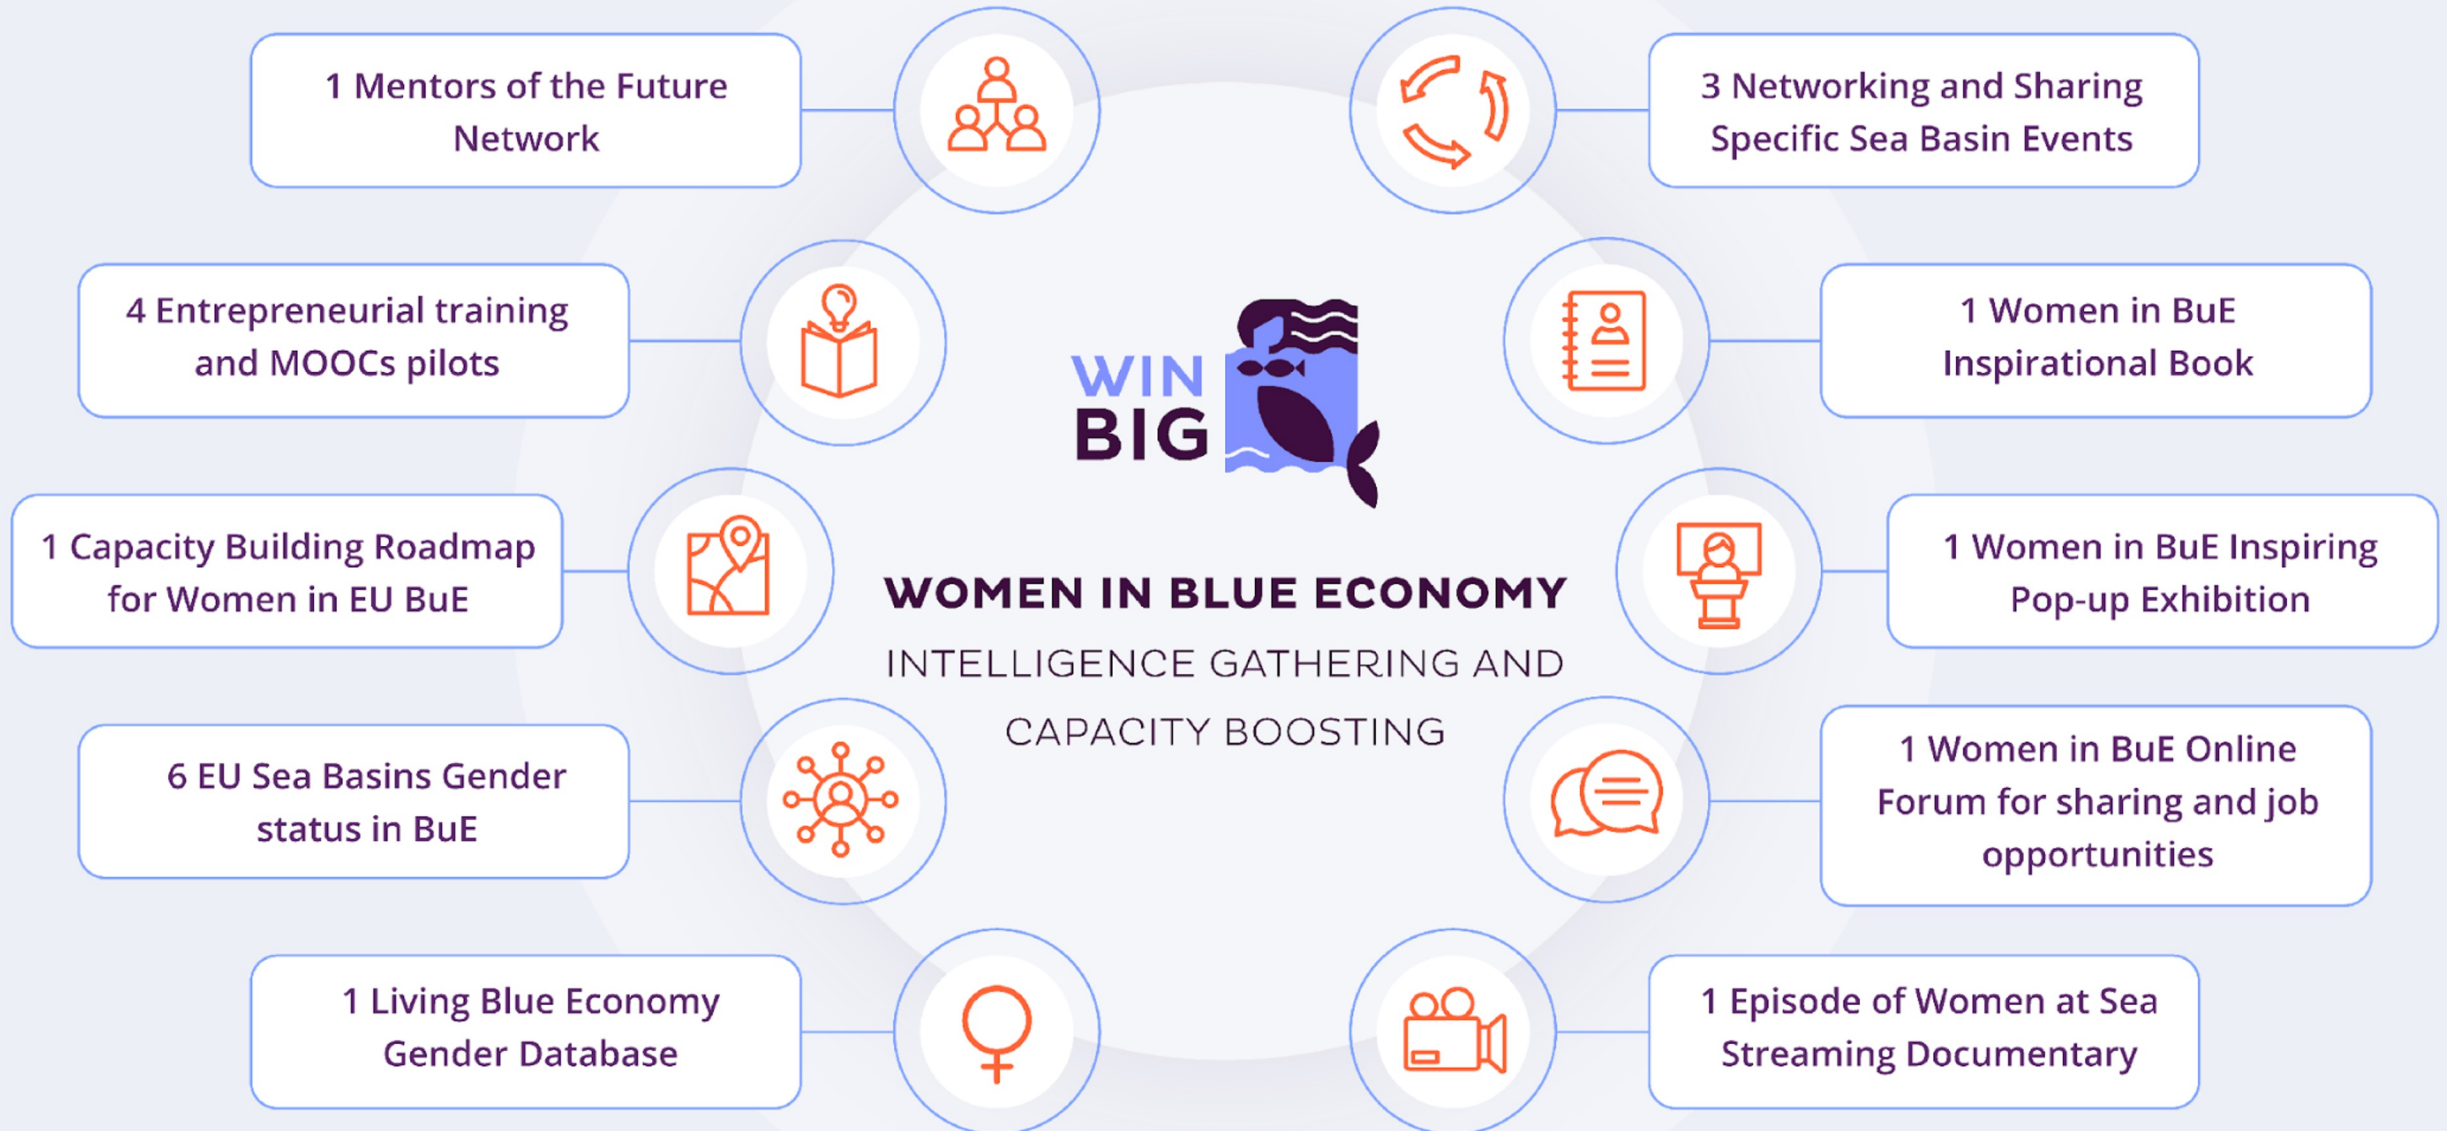 1 Mentors of the Future
Network
4 Entrepreneurial training
and MOOCs pilots
1 Capacity Building Roadmap
for Women in EU BuE
6 EU Sea Basins Gender
status in BuE
1 Living Blue Economy
Gender Database
WIN
BIG
WOMEN IN BLUE ECONOMY
INTELLIGENCE GATHERING AND
CAPACITY BOOSTING
3 Networking and Sharing
Specific Sea Basin Events
1 Women in BuE
Inspirational Book
1 Women in BuE Inspiring
Pop-up Exhibition
1 Women in BuE Online
Forum for sharing and job
opportunities
1 Episode of Women at Sea
Streaming Documentary